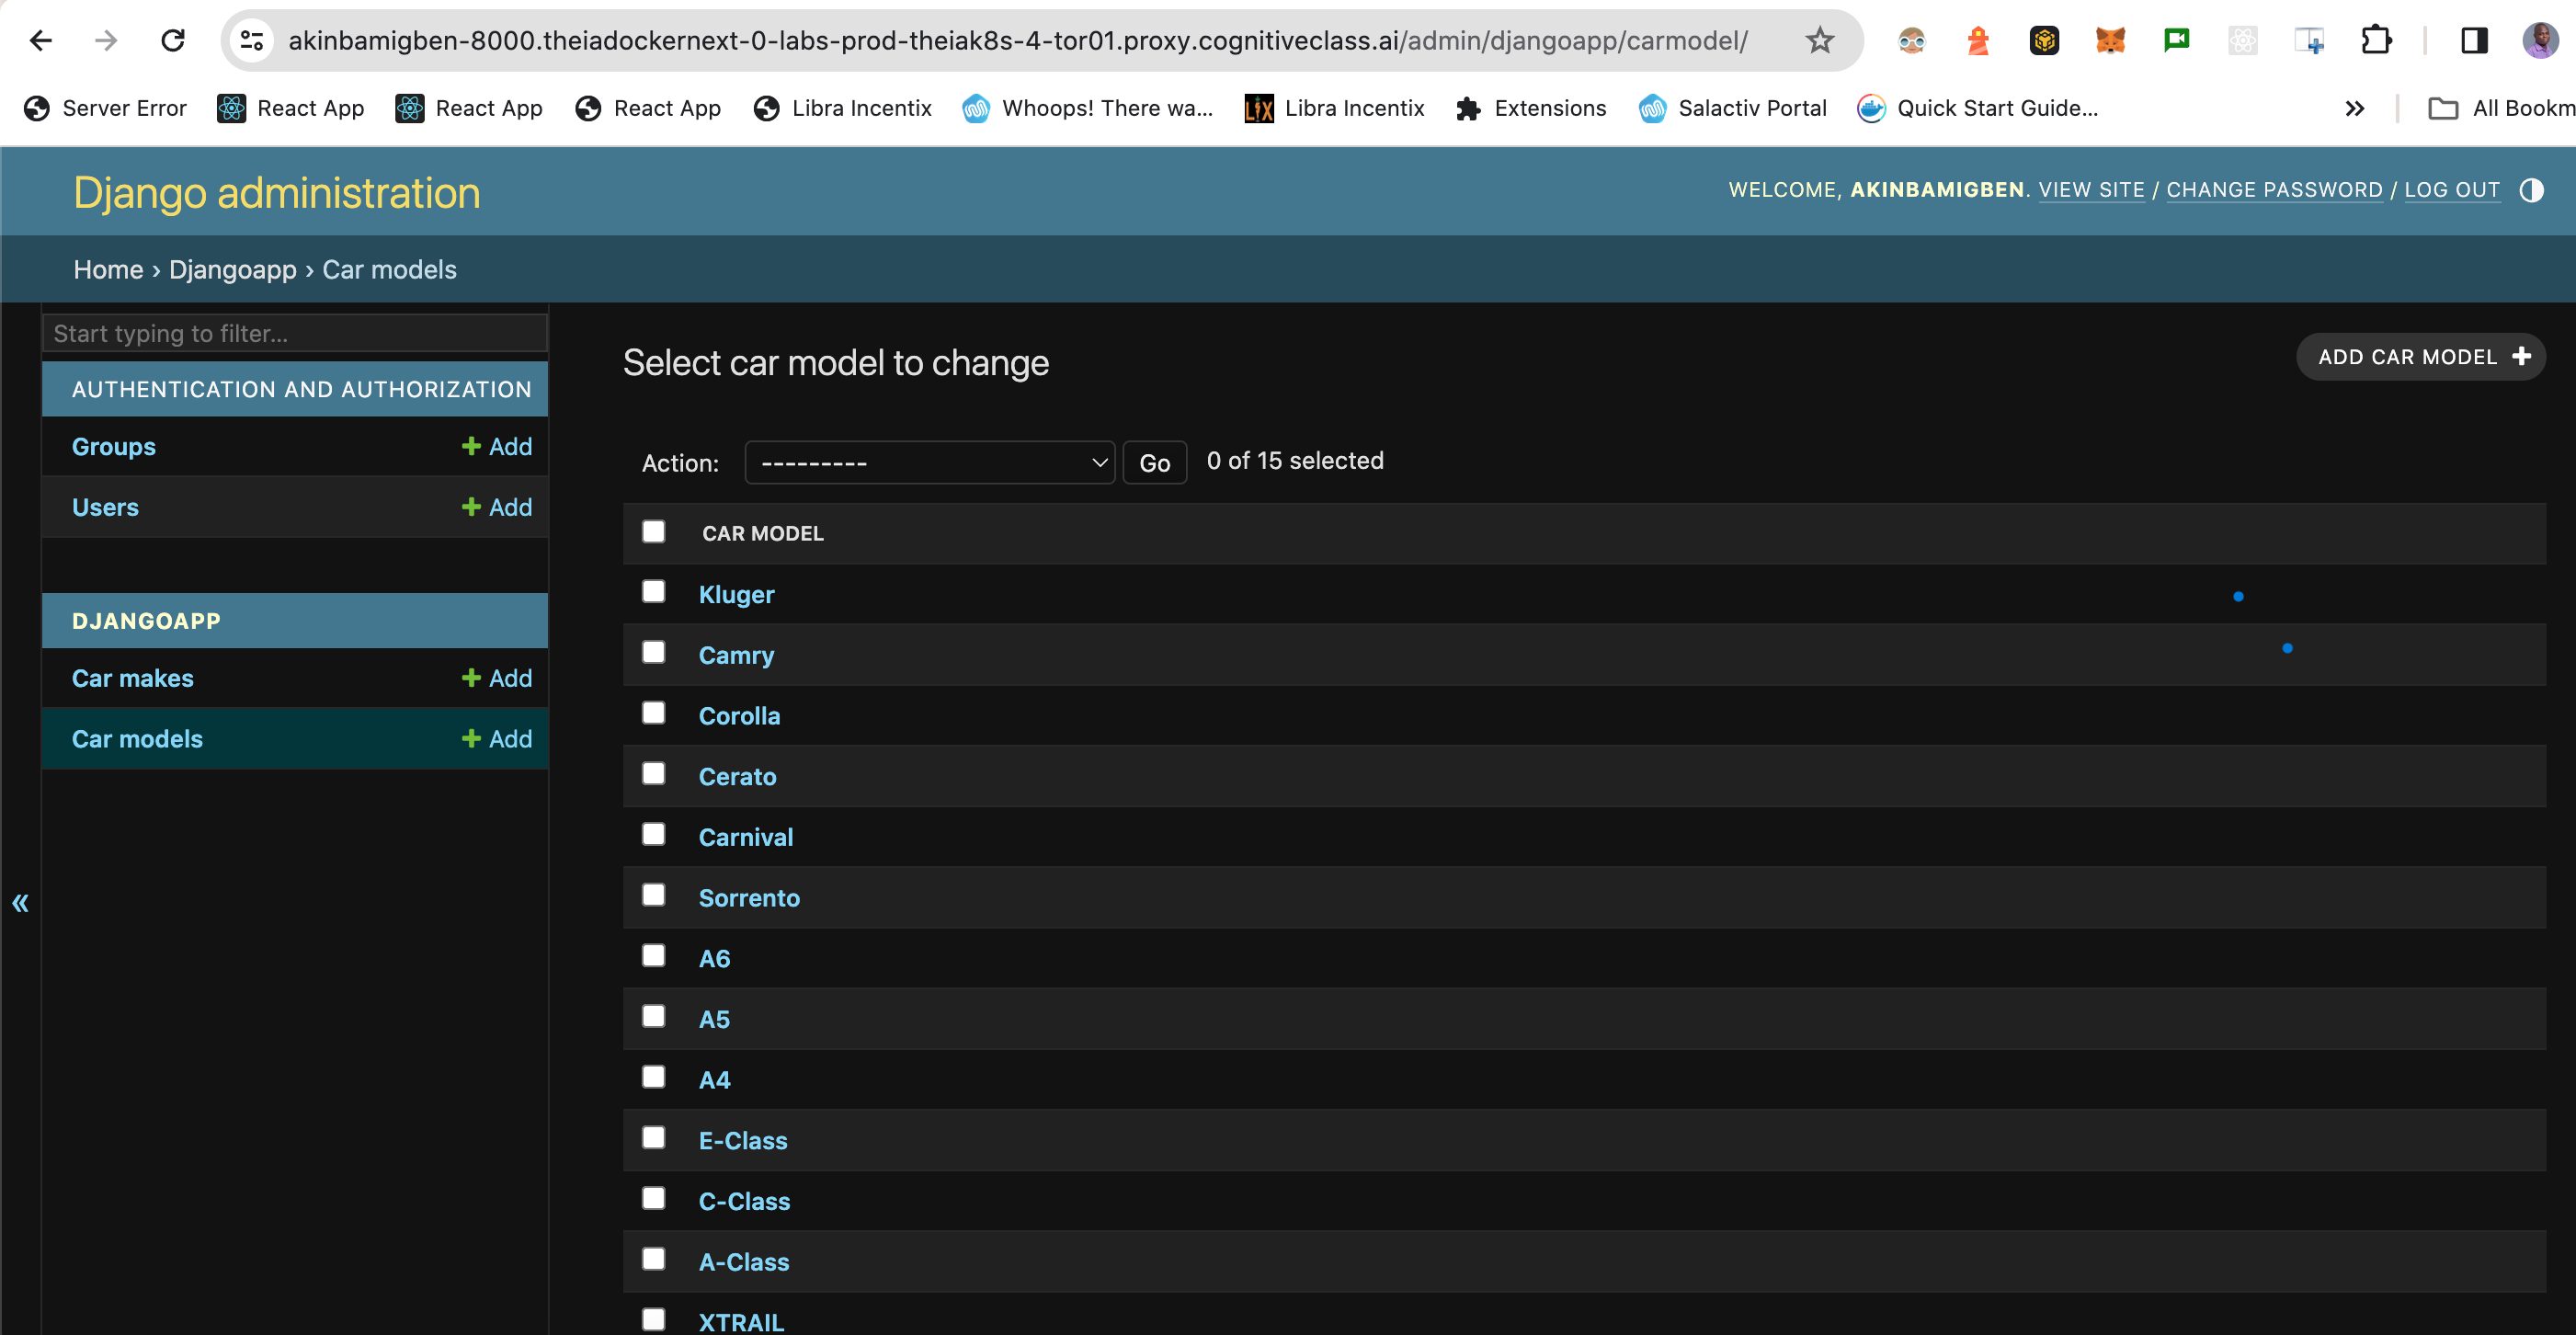 akinbamigben-8000.theiadockernext-0-labs-prod-theiak8s-4-tor01.proxy.cognitiveclass.ai/admin/djangoapp/carmodel/
Server Error React App React App React App Libra Incentix Whoops! There wa... LIX Libra Incentix Extensions Salactiv Portal Quick Start Guide... » All Bookm
Django administration
WELCOME, AKINBAMIGBEN. VIEW SITE / CHANGE PASSWORD / LOG OUT
Home › Djangoapp › Car models
Start typing to filter...
AUTHENTICATION AND AUTHORIZATION
Groups + Add
Users + Add
DJANGOAPP
Car makes + Add
Car models + Add
«
Select car model to change
ADD CAR MODEL +
Action: --------- Go 0 of 15 selected
CAR MODEL
Kluger
Camry
Corolla
Cerato
Carnival
Sorrento
A6
A5
A4
E-Class
C-Class
A-Class
XTRAIL